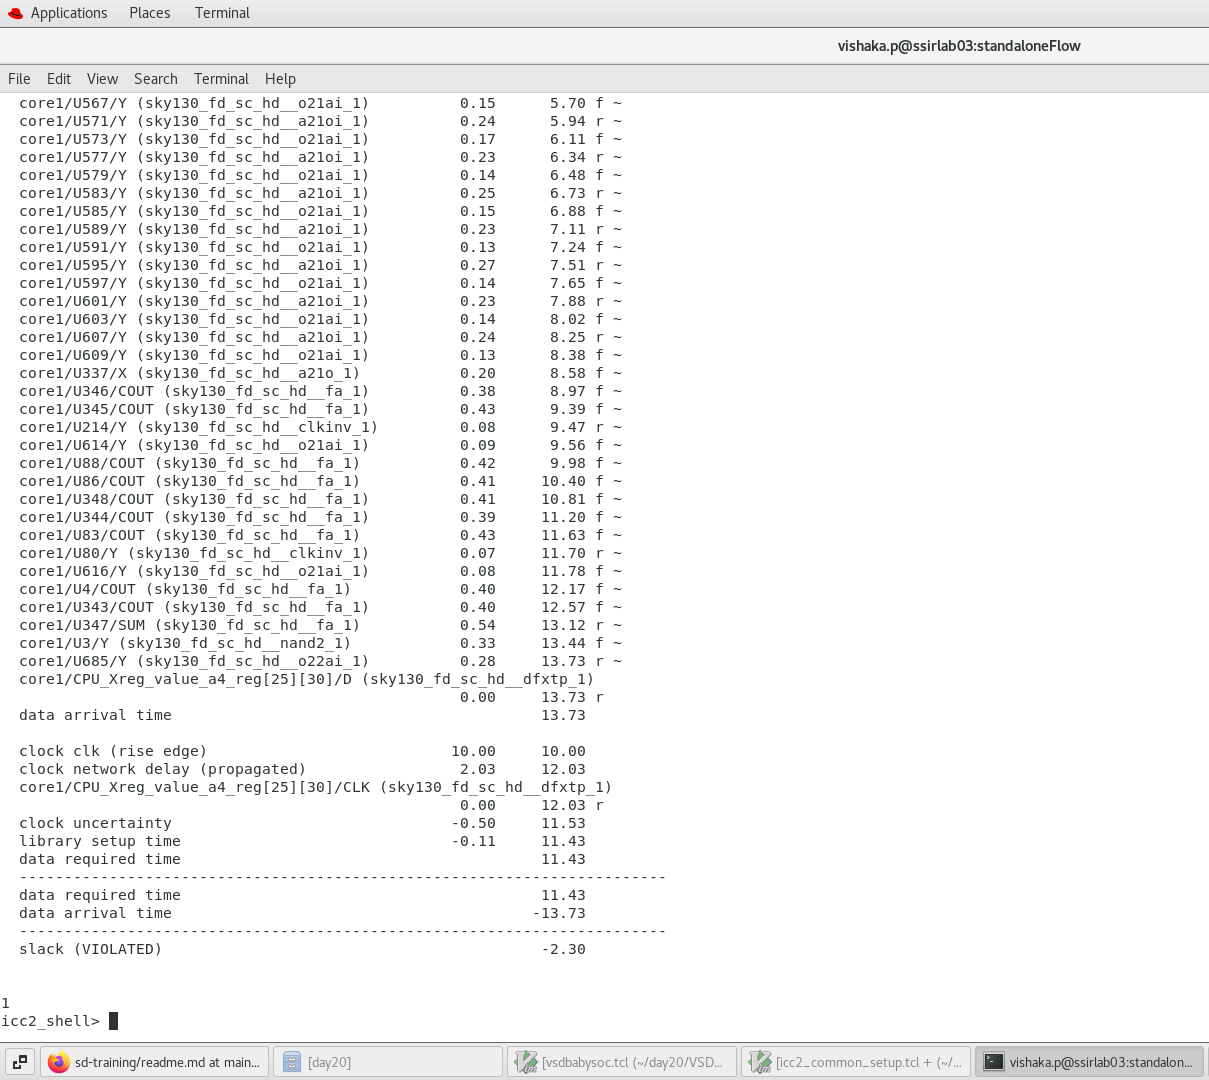 Applications Places Terminal
vishaka.p@ssirlab03:standaloneFlow
File Edit View Search Terminal Help
core1/U567/Y (sky130_fd_sc_hd__o21ai_1) 0.15 5.70 f ~
core1/U571/Y (sky130_fd_sc_hd__a21oi_1) 0.24 5.94 r ~
core1/U573/Y (sky130_fd_sc_hd__o21ai_1) 0.17 6.11 f ~
core1/U577/Y (sky130_fd_sc_hd__a21oi_1) 0.23 6.34 r ~
core1/U579/Y (sky130_fd_sc_hd__o21ai_1) 0.14 6.48 f ~
core1/U583/Y (sky130_fd_sc_hd__a21oi_1) 0.25 6.73 r ~
core1/U585/Y (sky130_fd_sc_hd__o21ai_1) 0.15 6.88 f ~
core1/U589/Y (sky130_fd_sc_hd__a21oi_1) 0.23 7.11 r ~
core1/U591/Y (sky130_fd_sc_hd__o21ai_1) 0.13 7.24 f ~
core1/U595/Y (sky130_fd_sc_hd__a21oi_1) 0.27 7.51 r ~
core1/U597/Y (sky130_fd_sc_hd__o21ai_1) 0.14 7.65 f ~
core1/U601/Y (sky130_fd_sc_hd__a21oi_1) 0.23 7.88 r ~
core1/U603/Y (sky130_fd_sc_hd__o21ai_1) 0.14 8.02 f ~
core1/U607/Y (sky130_fd_sc_hd__a21oi_1) 0.24 8.25 r ~
core1/U609/Y (sky130_fd_sc_hd__o21ai_1) 0.13 8.38 f ~
core1/U337/X (sky130_fd_sc_hd__a21o_1) 0.20 8.58 f ~
core1/U346/COUT (sky130_fd_sc_hd__fa_1) 0.38 8.97 f ~
core1/U345/COUT (sky130_fd_sc_hd__fa_1) 0.43 9.39 f ~
core1/U214/Y (sky130_fd_sc_hd__clkinv_1) 0.08 9.47 r ~
core1/U614/Y (sky130_fd_sc_hd__o21ai_1) 0.09 9.56 f ~
core1/U88/COUT (sky130_fd_sc_hd__fa_1) 0.42 9.98 f ~
core1/U86/COUT (sky130_fd_sc_hd__fa_1) 0.41 10.40 f ~
core1/U348/COUT (sky130_fd_sc_hd__fa_1) 0.41 10.81 f ~
core1/U344/COUT (sky130_fd_sc_hd__fa_1) 0.39 11.20 f ~
core1/U83/COUT (sky130_fd_sc_hd__fa_1) 0.43 11.63 f ~
core1/U80/Y (sky130_fd_sc_hd__clkinv_1) 0.07 11.70 r ~
core1/U616/Y (sky130_fd_sc_hd__o21ai_1) 0.08 11.78 f ~
core1/U4/COUT (sky130_fd_sc_hd__fa_1) 0.40 12.17 f ~
core1/U343/COUT (sky130_fd_sc_hd__fa_1) 0.40 12.57 f ~
core1/U347/SUM (sky130_fd_sc_hd__fa_1) 0.54 13.12 r ~
core1/U3/Y (sky130_fd_sc_hd__nand2_1) 0.33 13.44 f ~
core1/U685/Y (sky130_fd_sc_hd__o22ai_1) 0.28 13.73 r ~
core1/CPU_Xreg_value_a4_reg[25][30]/D (sky130_fd_sc_hd__dfxtp_1)
0.00 13.73 r
data arrival time 13.73
clock clk (rise edge) 10.00 10.00
clock network delay (propagated) 2.03 12.03
core1/CPU_Xreg_value_a4_reg[25][30]/CLK (sky130_fd_sc_hd__dfxtp_1)
0.00 12.03 r
clock uncertainty -0.50 11.53
library setup time -0.11 11.43
data required time 11.43
------------------------------------------------------------------------
data required time 11.43
data arrival time -13.73
------------------------------------------------------------------------
slack (VIOLATED) -2.30
1
icc2_shell>
sd-training/readme.md at main... [day20] [vsdbabysoc.tcl (~/day20/VSD... [icc2_common_setup.tcl + (~/... vishaka.p@ssirlab03:standalon...